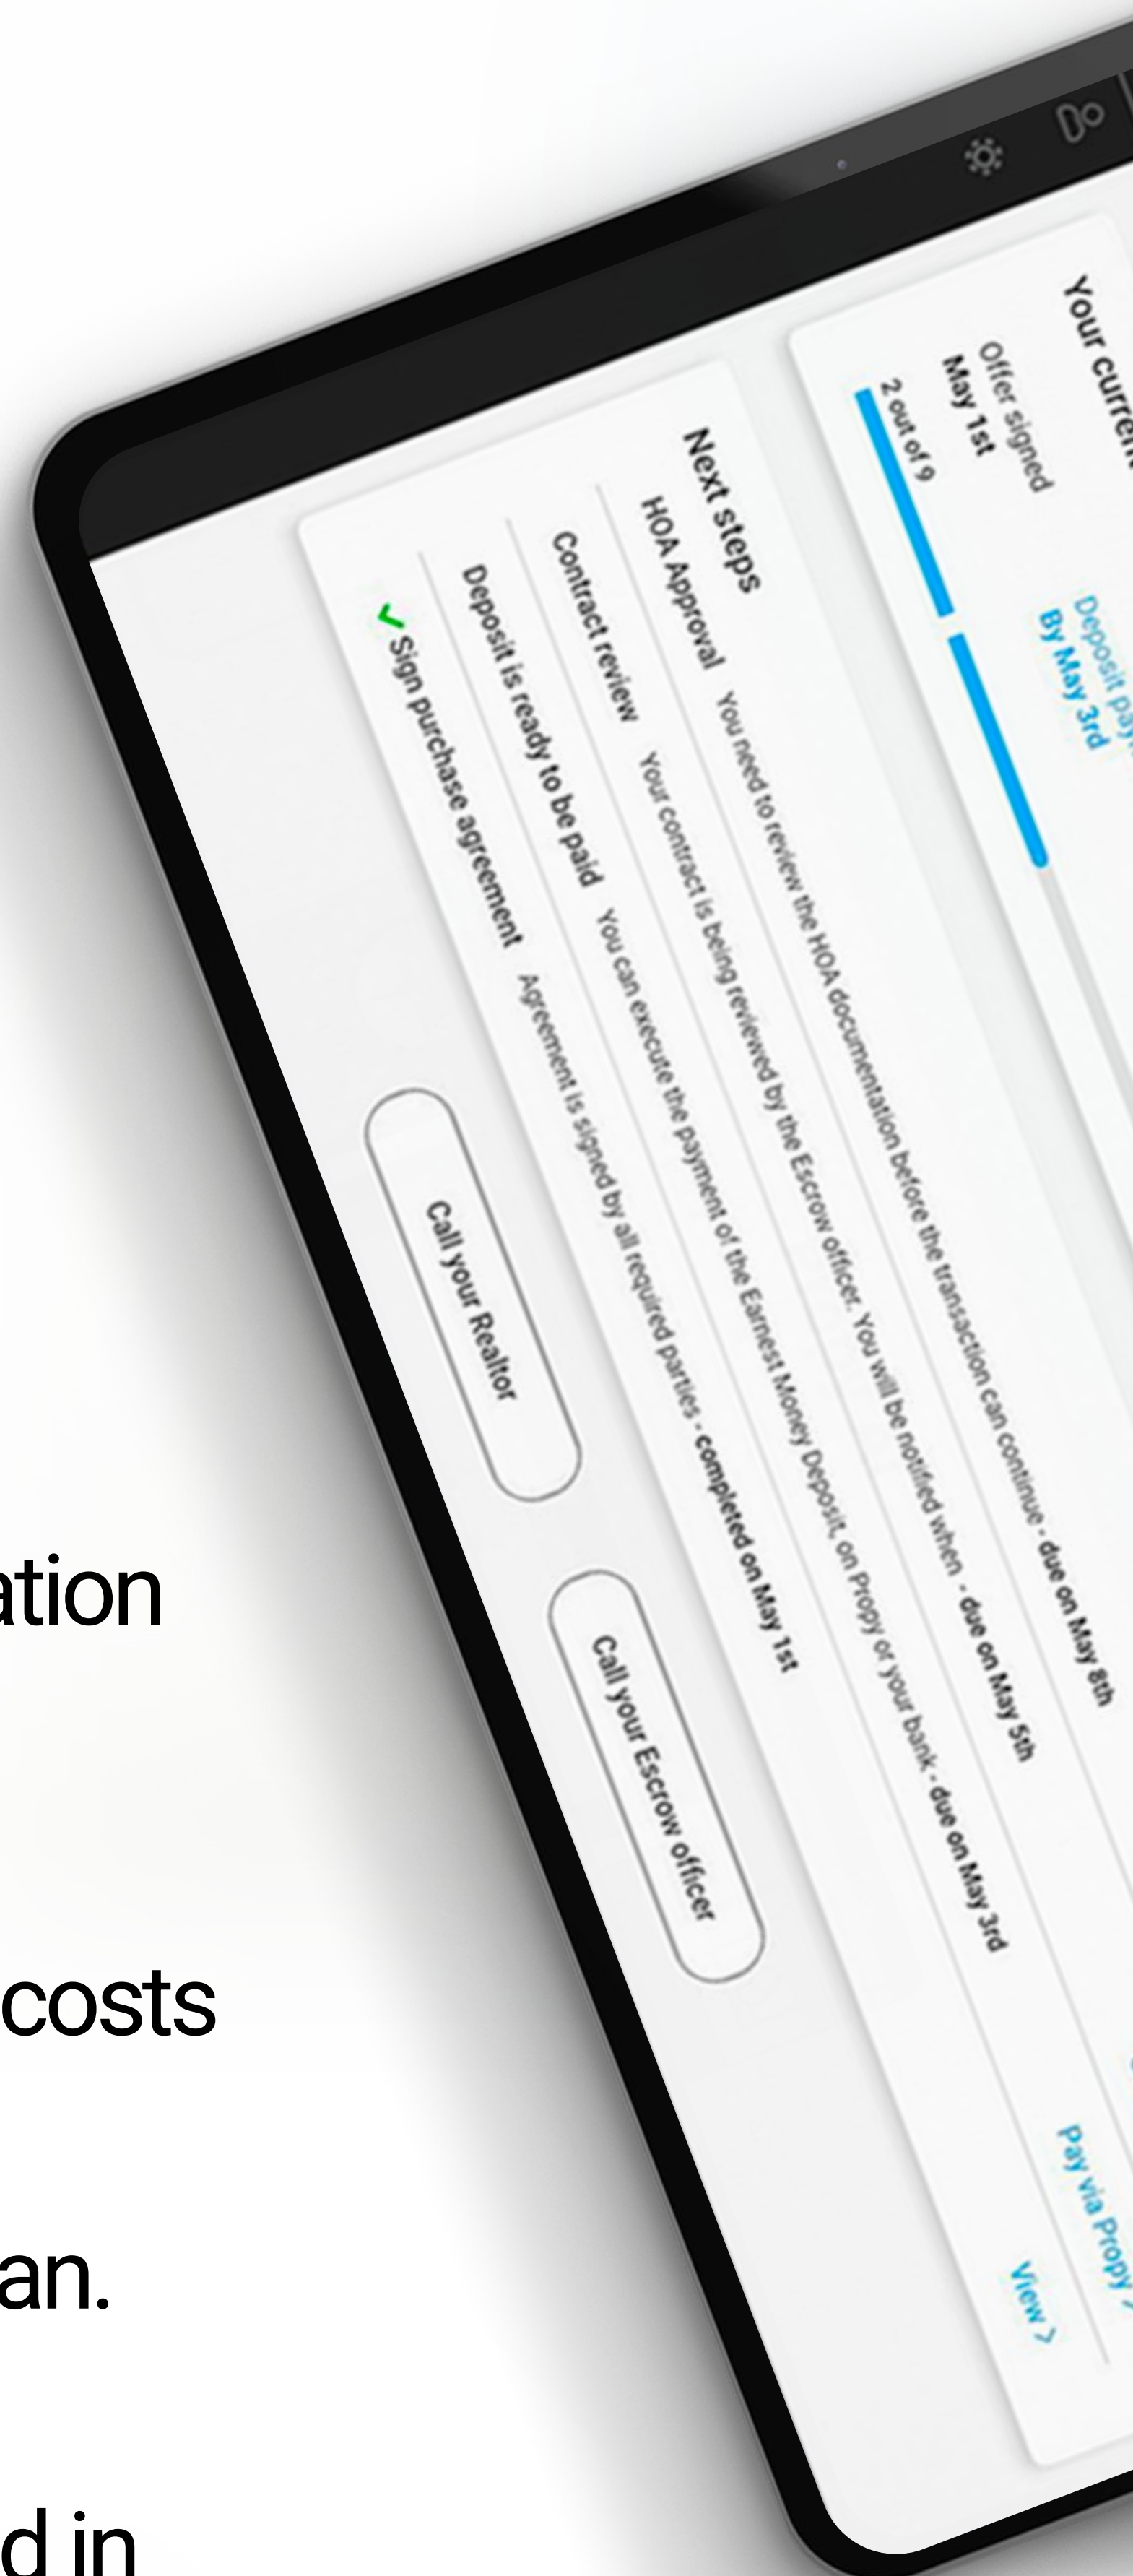 Your current
Offer signed
May 1st
Deposit pay
By May 3rd
2 out of 9
Next steps
HOA Approval You need to review the HOA documentation before the transaction can continue - due on May 8th
Contract review Your contract is being reviewed by the Escrow officer. You will be notified when - due on May 5th
Deposit is ready to be paid You can execute the payment of the Earnest Money Deposit, on Propy or your bank - due on May 3rd
Pay via Propy >
✓ Sign purchase agreement Agreement is signed by all required parties - completed on May 1st
View >
Call your Realtor
Call your Escrow officer
ation
costs
an.
d in